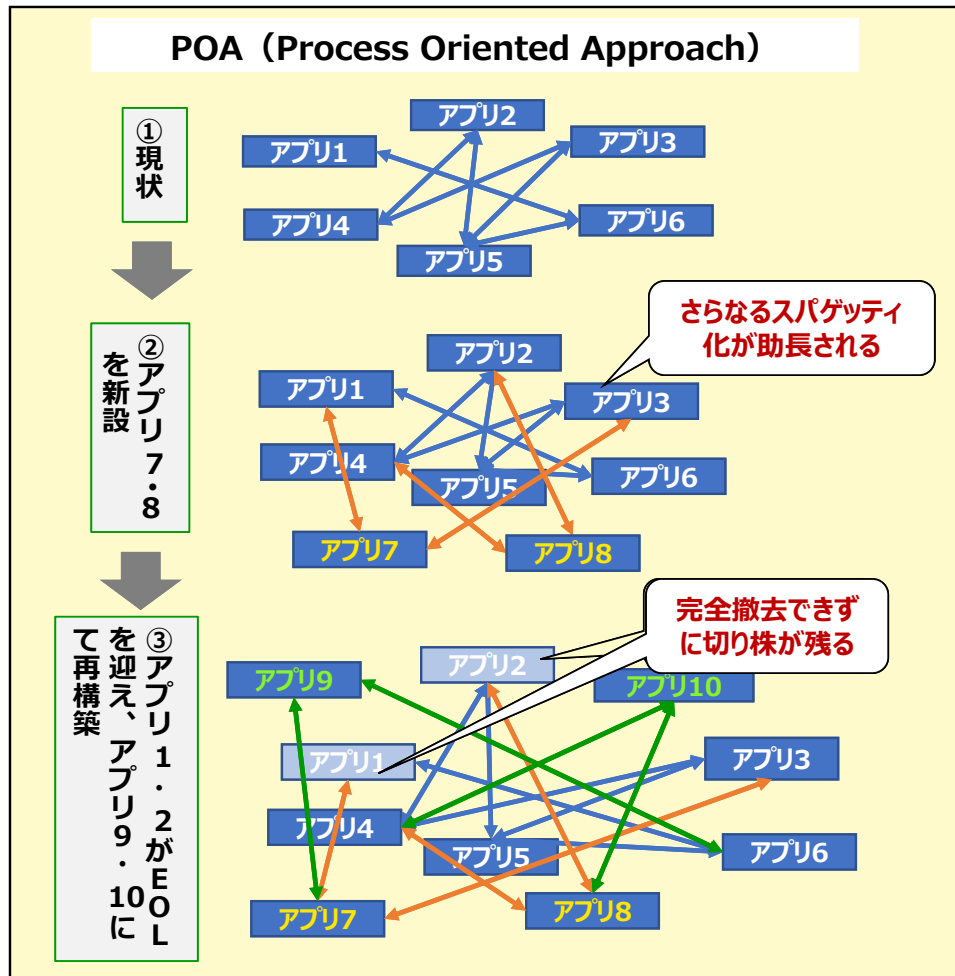 POA（Process Oriented Approach）
①現状
アプリ2
アプリ1
アプリ3
アプリ4
アプリ6
アプリ5
②アプリ7・8
を新設
さらなるスパゲッティ
化が助長される
アプリ2
アプリ1
アプリ3
アプリ4
アプリ5
アプリ6
アプリ7
アプリ8
③アプリ1・2がEOL
を迎え、アプリ9・10に
て再構築
完全撤去できず
に切り株が残る
アプリ2
アプリ9
アプリ10
アプリ1
アプリ3
アプリ4
アプリ5
アプリ6
アプリ7
アプリ8